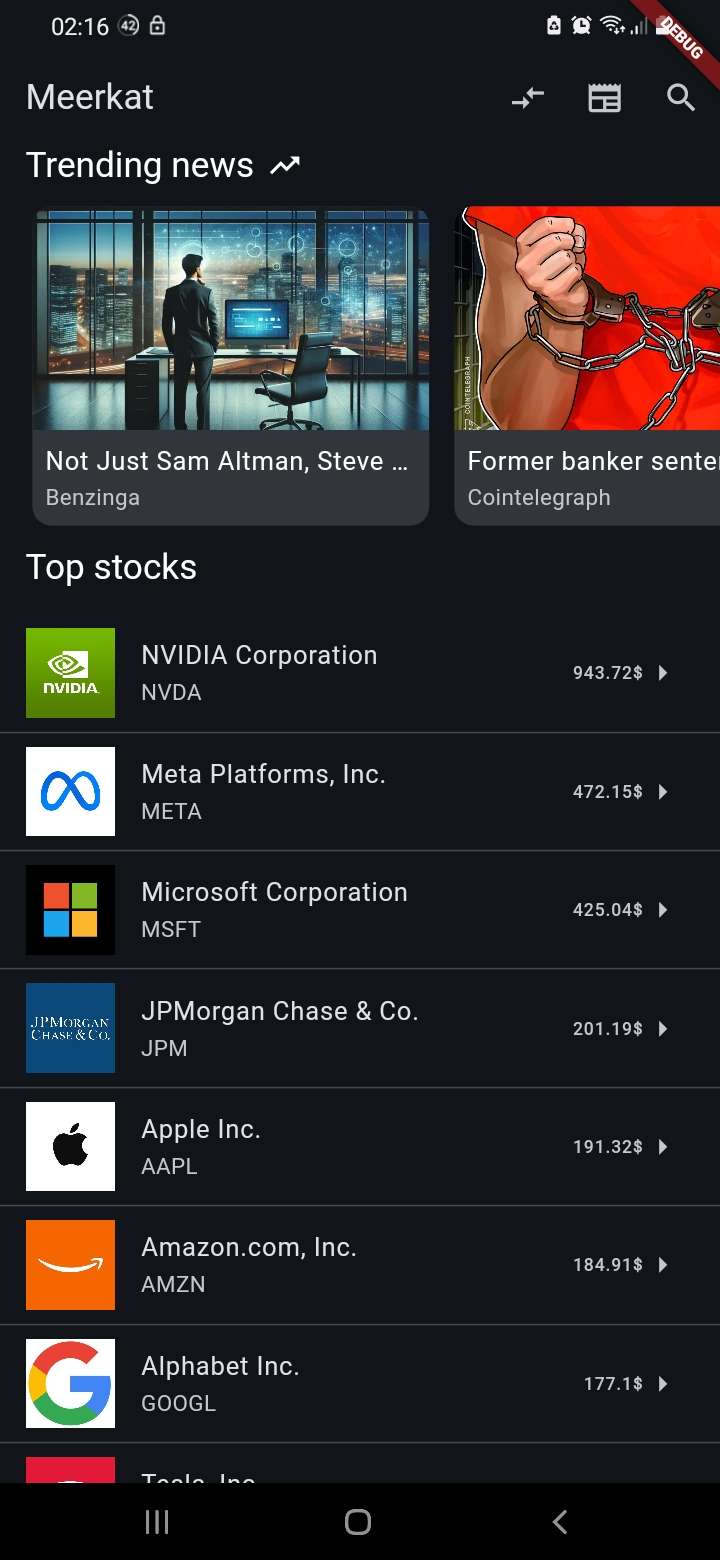 02:16 42
DEBUG
Meerkat
Trending news
COINTELEGRAPH
Not Just Sam Altman, Steve ...
Benzinga
Former banker senter
Cointelegraph
Top stocks
NVIDIA
NVIDIA Corporation
NVDA
943.72$
Meta Platforms, Inc.
META
472.15$
Microsoft Corporation
MSFT
425.04$
JPMORGAN
CHASE & CO.
JPMorgan Chase & Co.
JPM
201.19$
Apple Inc.
AAPL
191.32$
Amazon.com, Inc.
AMZN
184.91$
Alphabet Inc.
GOOGL
177.1$
Tesla, Inc.